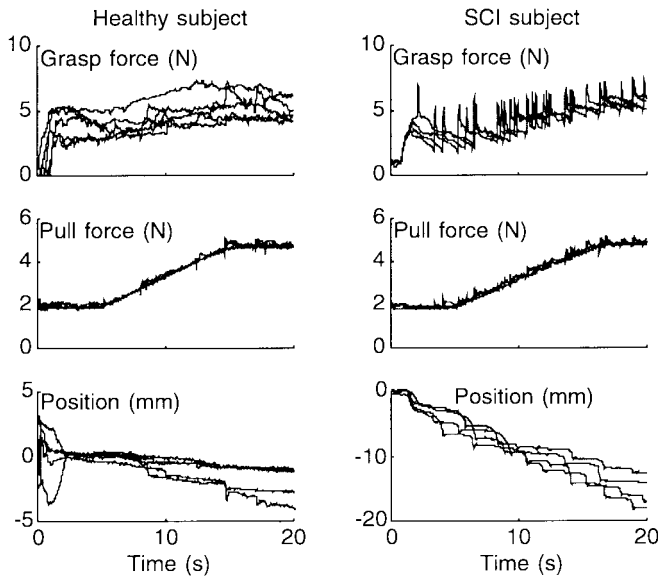 Healthy subject
SCI subject
10
Grasp force (N)
5
0
10
Grasp force (N)
5
0
6
Pull force (N)
4
2
0
6
Pull force (N)
4
2
0
5
Position (mm)
0
-5
0
10
20
Time (s)
0
Position (mm)
-10
-20
0
10
20
Time (s)